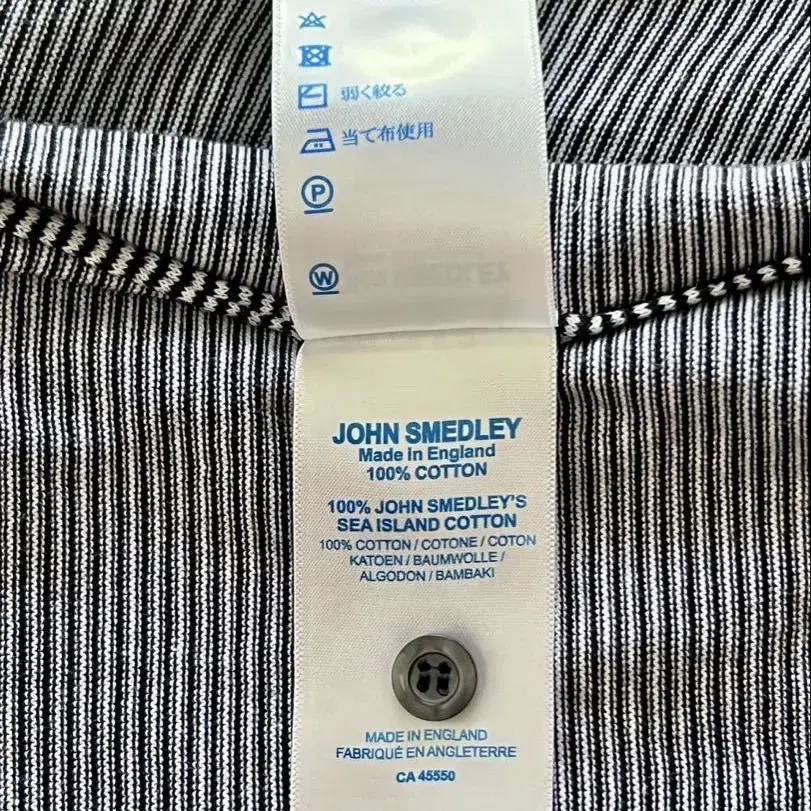 弱く絞る
当て布使用
P
W
JOHN SMEDLEY
Made In England
100% COTTON
100% JOHN SMEDLEY'S
SEA ISLAND COTTON
100% COTTON / COTONE / COTON
KATOEN / BAUMWOLLE /
ALGODON / BAMBAKI
MADE IN ENGLAND
FABRIQUÉ EN ANGLETERRE
CA 45550